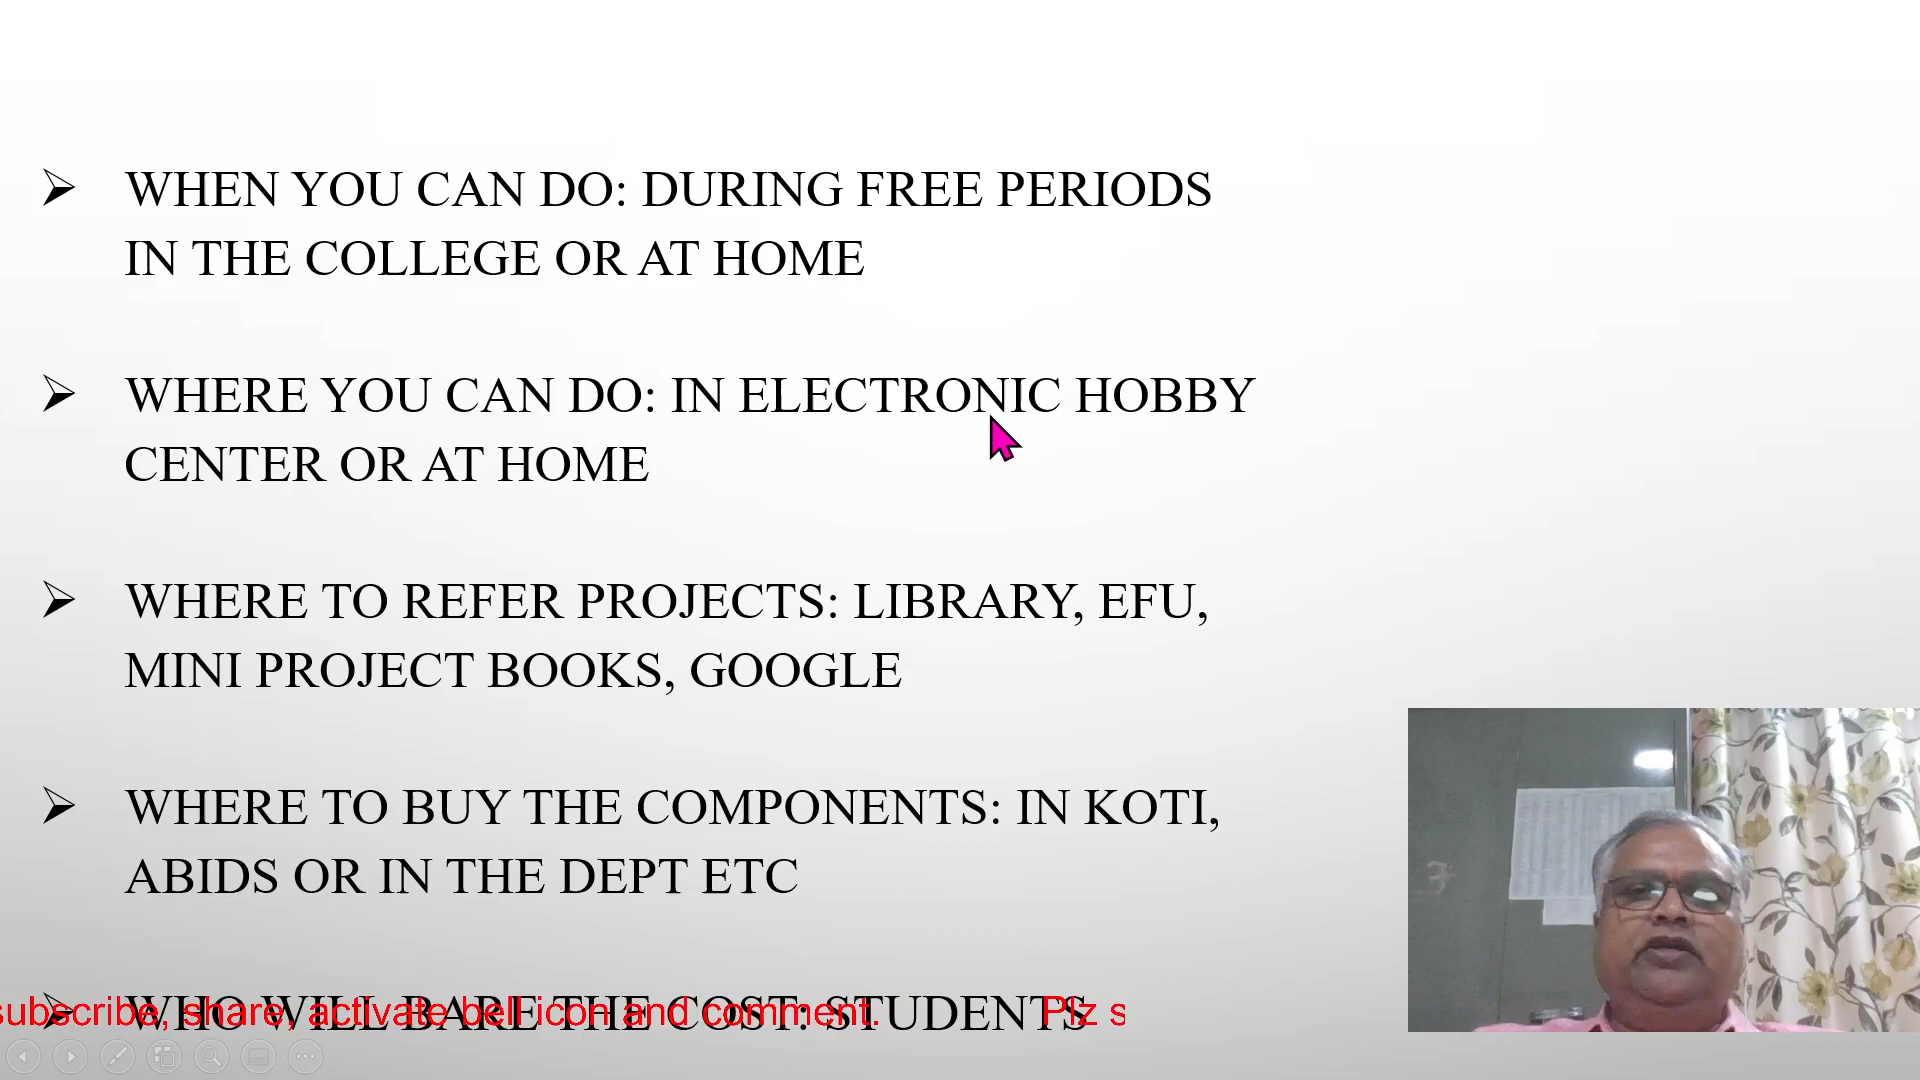 WHEN YOU CAN DO: DURING FREE PERIODS
IN THE COLLEGE OR AT HOME
WHERE YOU CAN DO: IN ELECTRONIC HOBBY
CENTER OR AT HOME
WHERE TO REFER PROJECTS: LIBRARY, EFU,
MINI PROJECT BOOKS, GOOGLE
WHERE TO BUY THE COMPONENTS: IN KOTI,
ABIDS OR IN THE DEPT ETC
WHO WILL BARE THE COST: STUDENTS
subscribe, share, activate bell icon and comment. Plz s